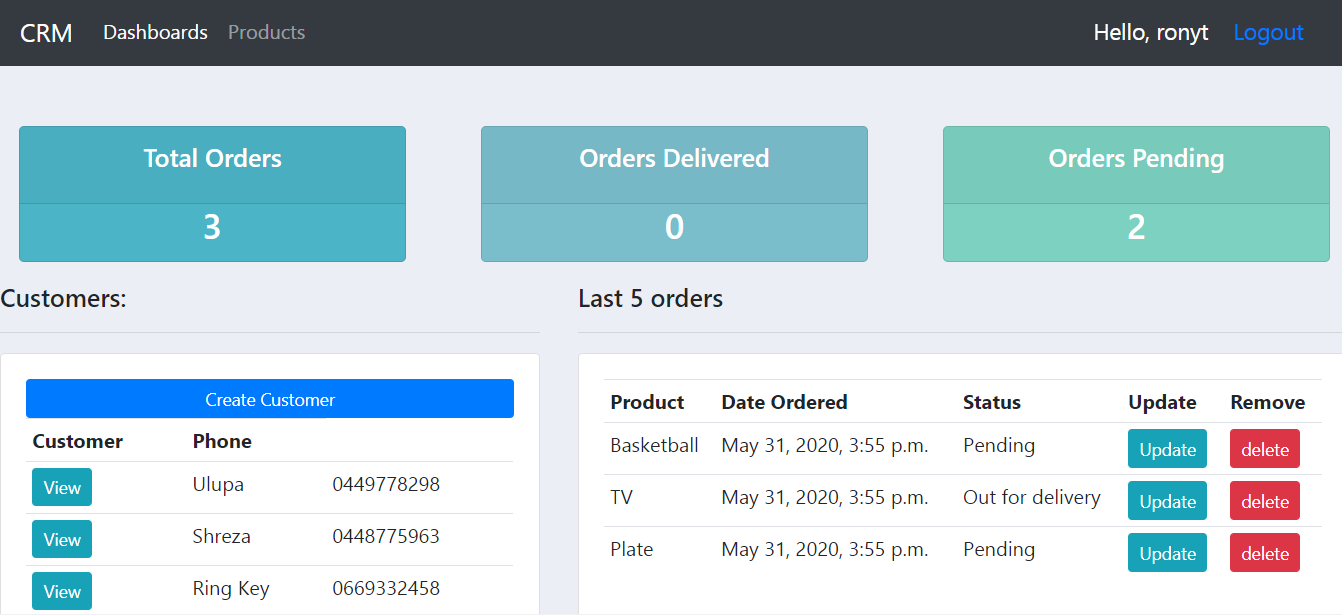 CRM Dashboards Products Hello, ronyt Logout
Total Orders Orders Delivered Orders Pending
3 0 2
Customers:
Create Customer
Customer Phone
View Ulupa 0449778298
View Shreza 0448775963
View Ring Key 0669332458
Last 5 orders
Product Date Ordered Status Update Remove
Basketball May 31, 2020, 3:55 p.m. Pending Update delete
TV May 31, 2020, 3:55 p.m. Out for delivery Update delete
Plate May 31, 2020, 3:55 p.m. Pending Update delete